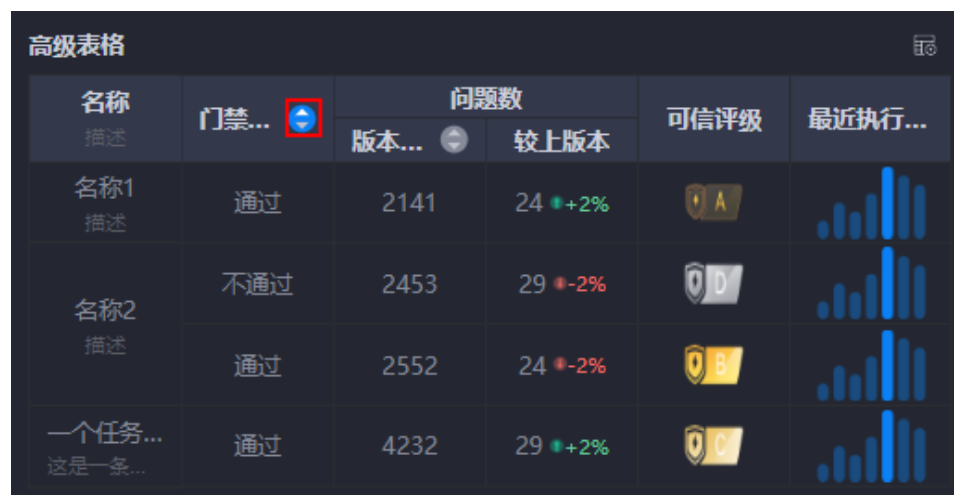 高级表格
名称
描述
门禁...
问题数
版本...
较上版本
可信评级
最近执行...
名称1
描述
通过
2141
24 +2%
A
名称2
描述
不通过
2453
29 -2%
D
通过
2552
24 -2%
B
一个任务...
这是一条...
通过
4232
29 +2%
C